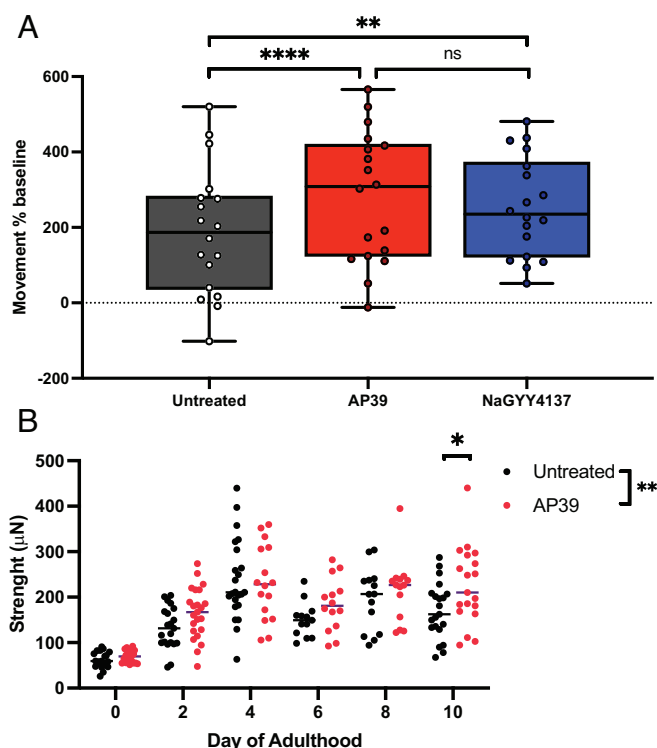 A
**
****
ns
600
400
200
0
-200
Movement % baseline
Untreated
AP39
NaGYY4137
B
500
400
300
200
100
0
Strenght (µN)
*
Untreated
AP39
**
0
2
4
6
8
10
Day of Adulthood